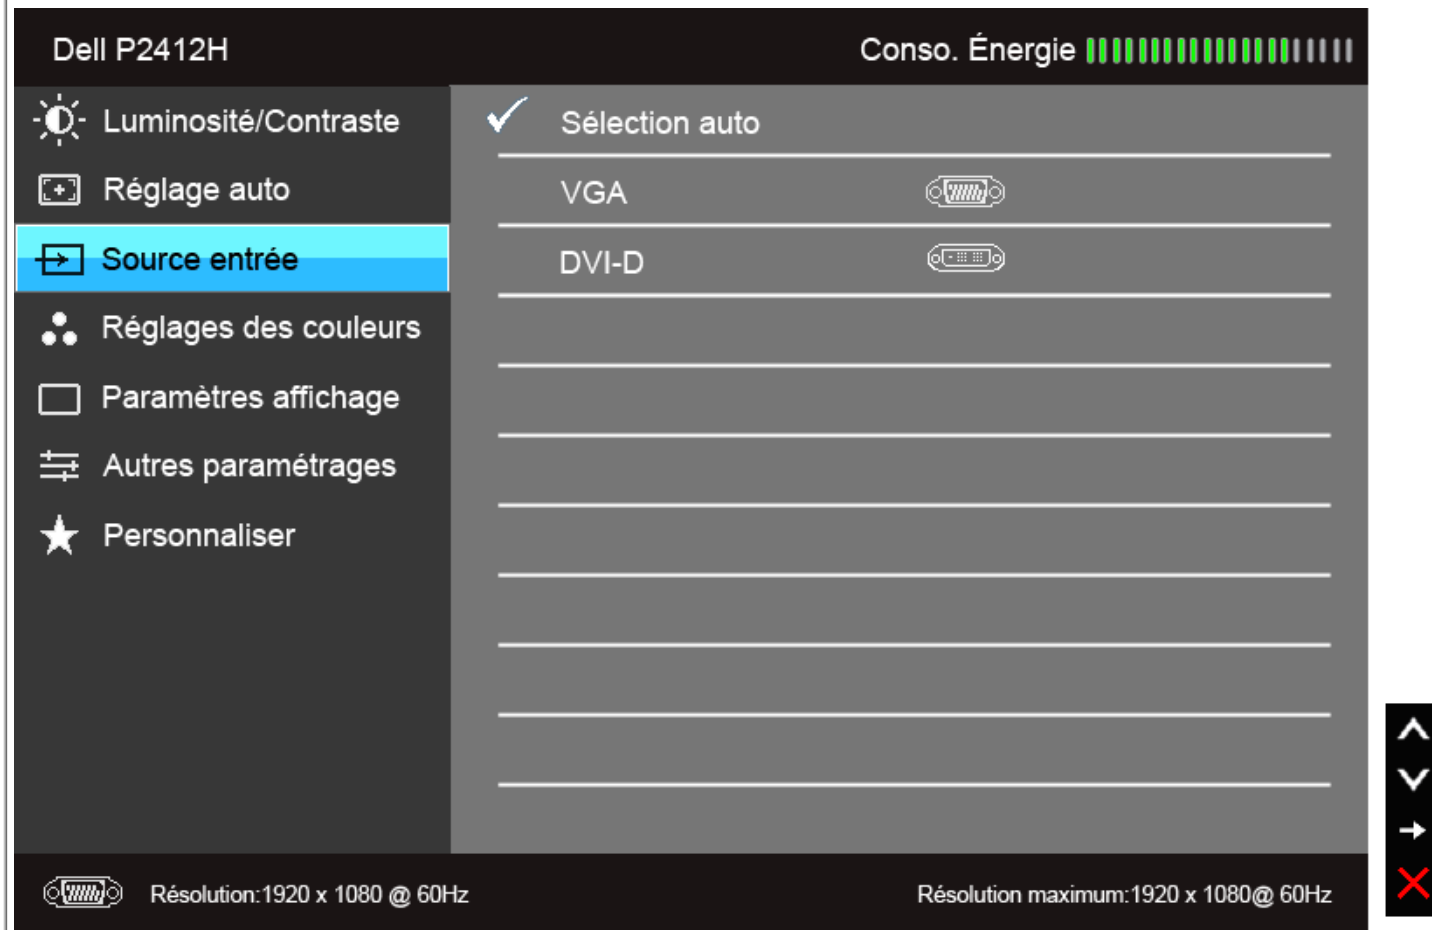 Dell P2412H
Conso. Énergie
Luminosité/Contraste
Réglage auto
Source entrée
Réglages des couleurs
Paramètres affichage
Autres paramétrages
Personnaliser
Sélection auto
VGA
DVI-D
Résolution:1920 x 1080 @ 60Hz
Résolution maximum:1920 x 1080@ 60Hz